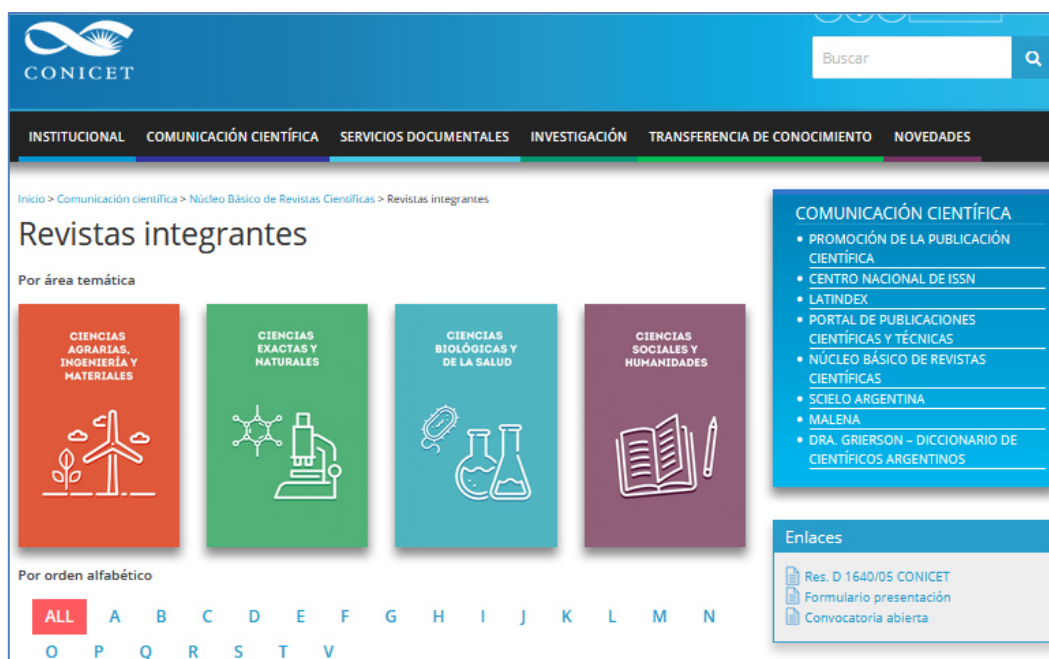 CONICET
Buscar
INSTITUCIONAL COMUNICACIÓN CIENTÍFICA SERVICIOS DOCUMENTALES INVESTIGACIÓN TRANSFERENCIA DE CONOCIMIENTO NOVEDADES
Inicio > Comunicación científica > Núcleo Básico de Revistas Científicas > Revistas integrantes
Revistas integrantes
Por área temática
CIENCIAS
AGRARIAS,
INGENIERÍA Y
MATERIALES
CIENCIAS
EXACTAS Y
NATURALES
CIENCIAS
BIOLÓGICAS Y
DE LA SALUD
CIENCIAS
SOCIALES Y
HUMANIDADES
Por orden alfabético
ALL A B C D E F G H I J K L M N
O P Q R S T V
COMUNICACIÓN CIENTÍFICA
• PROMOCIÓN DE LA PUBLICACIÓN
CIENTÍFICA
• CENTRO NACIONAL DE ISSN
• LATINDEX
• PORTAL DE PUBLICACIONES
CIENTÍFICAS Y TÉCNICAS
• NÚCLEO BÁSICO DE REVISTAS
CIENTÍFICAS
• SCIELO ARGENTINA
• MALENA
• DRA. GRIERSON – DICCIONARIO DE
CIENTÍFICOS ARGENTINOS
Enlaces
Res. D 1640/05 CONICET
Formulario presentación
Convocatoria abierta